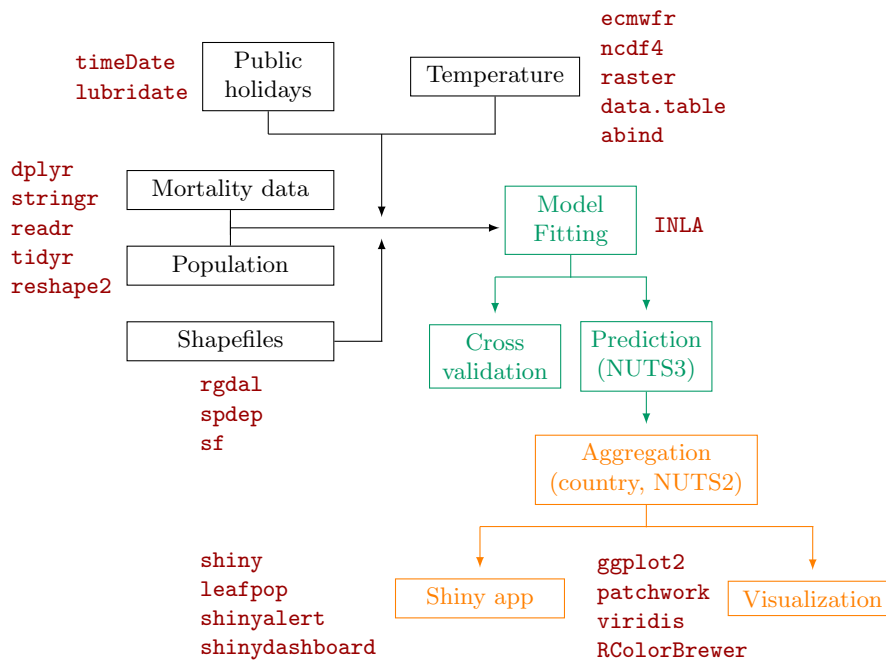 timeDate
lubridate
Public
holidays
Temperature
ecmwfr
ncdf4
raster
data.table
abind
dplyr
stringr
readr
tidyr
reshape2
Mortality data
Population
Shapefiles
rgdal
spdep
sf
Model
Fitting
INLA
Cross
validation
Prediction
(NUTS3)
Aggregation
(country, NUTS2)
shiny
leafpop
shinyalert
shinydashboard
Shiny app
ggplot2
patchwork
viridis
RColorBrewer
Visualization